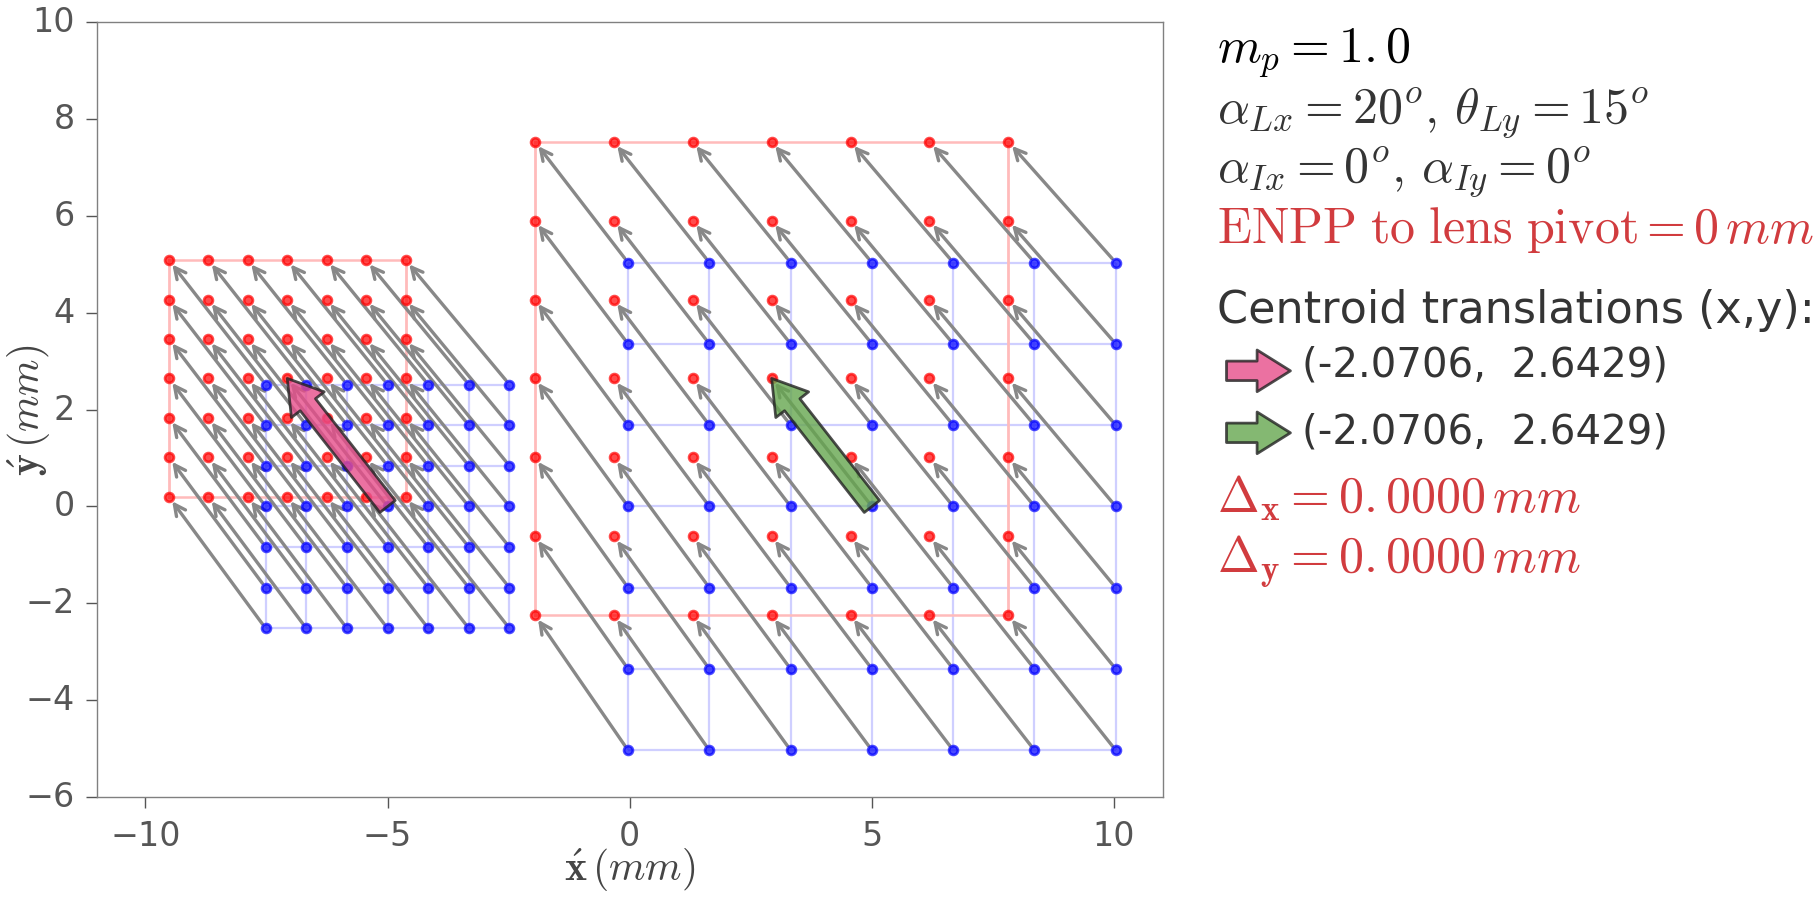 10
8
6
4
2
0
−2
−4
−6
−10 −5 0 5 10
x́ (mm)
ý (mm)
m_p = 1.0
α_Lx = 20°, θ_Ly = 15°
α_Ix = 0°, α_Iy = 0°
ENPP to lens pivot = 0 mm
Centroid translations (x,y):
(-2.0706, 2.6429)
(-2.0706, 2.6429)
Δ_x = 0.0000 mm
Δ_y = 0.0000 mm